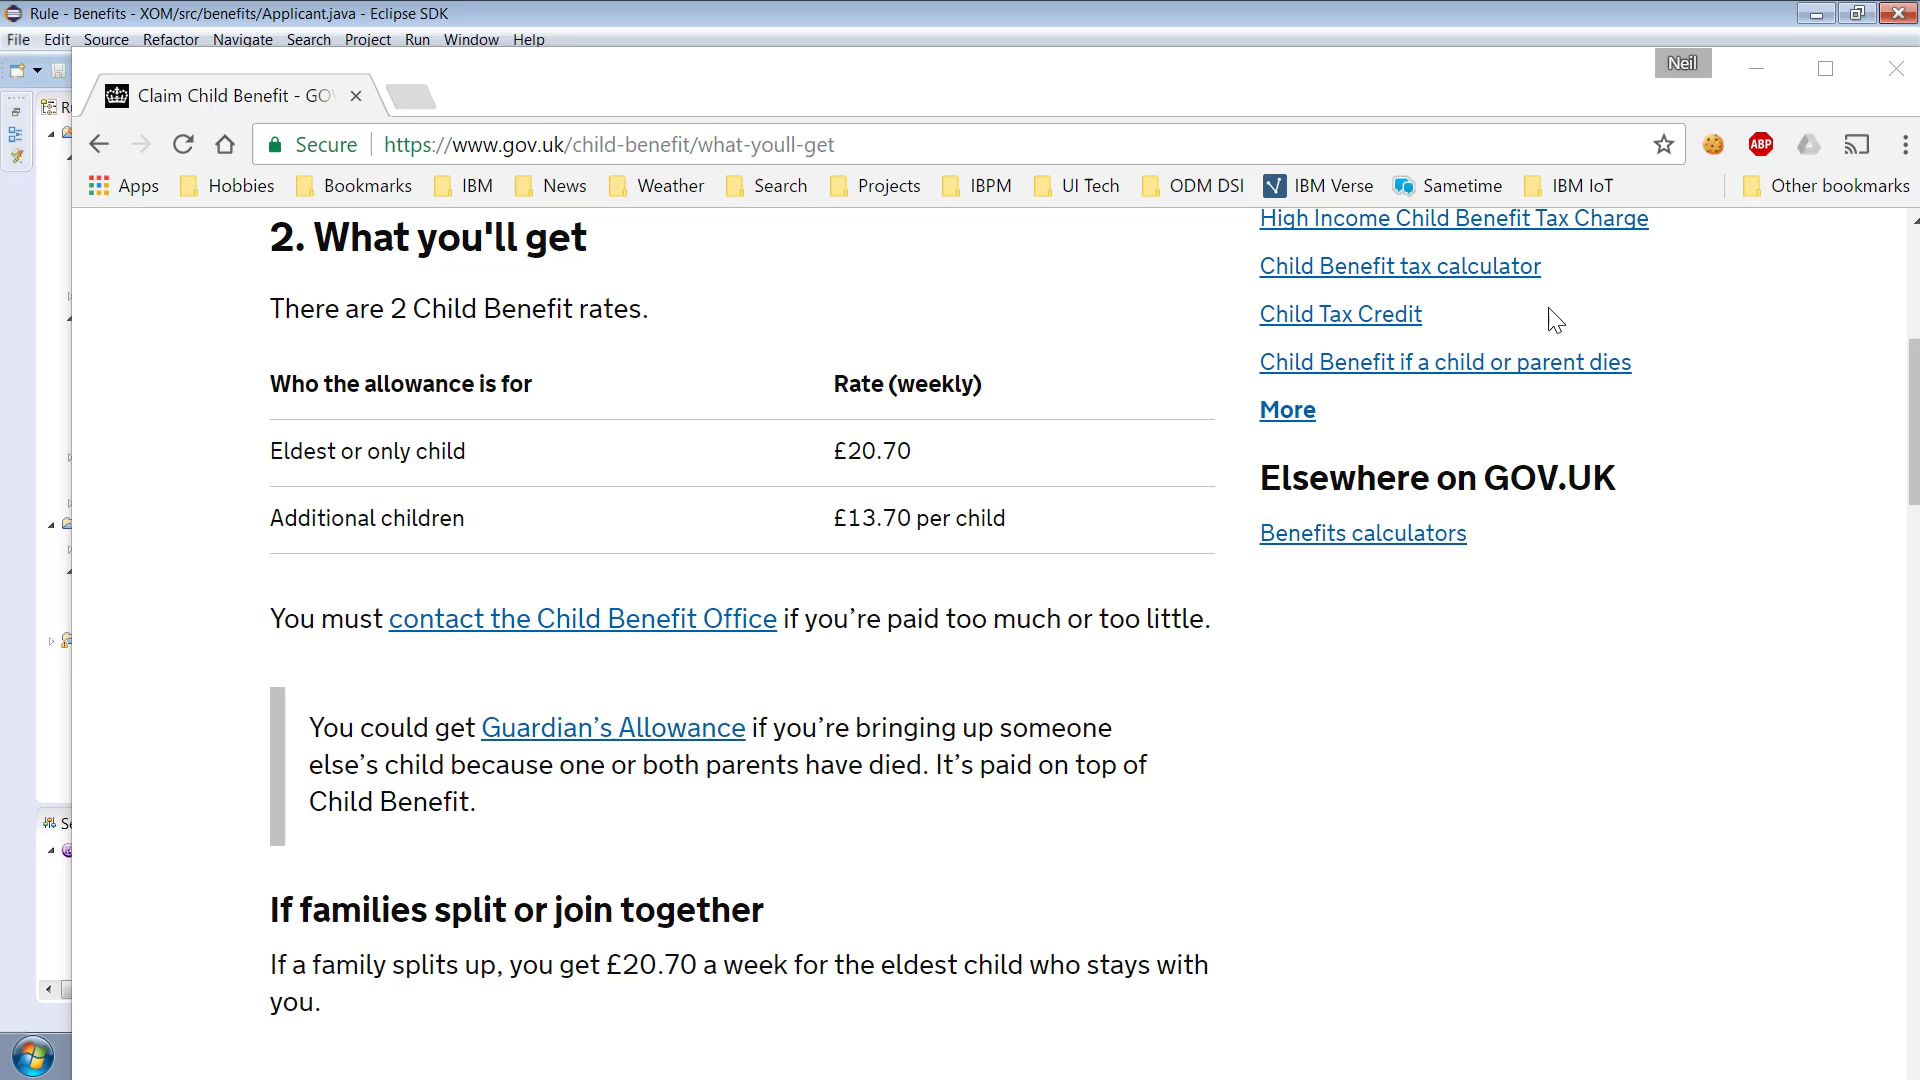 Rule - Benefits - XOM/src/benefits/Applicant.java - Eclipse SDK
File Edit Source Refactor Navigate Search Project Run Window Help
Neil
Claim Child Benefit - GO
Secure https://www.gov.uk/child-benefit/what-youll-get
ABP
Apps Hobbies Bookmarks IBM News Weather Search Projects IBPM UI Tech ODM DSI IBM Verse Sametime IBM IoT Other bookmarks
2. What you'll get
There are 2 Child Benefit rates.
Who the allowance is for Rate (weekly)
Eldest or only child £20.70
Additional children £13.70 per child
You must contact the Child Benefit Office if you’re paid too much or too little.
You could get Guardian’s Allowance if you’re bringing up someone
else’s child because one or both parents have died. It’s paid on top of
Child Benefit.
If families split or join together
If a family splits up, you get £20.70 a week for the eldest child who stays with
you.
High Income Child Benefit Tax Charge
Child Benefit tax calculator
Child Tax Credit
Child Benefit if a child or parent dies
More
Elsewhere on GOV.UK
Benefits calculators